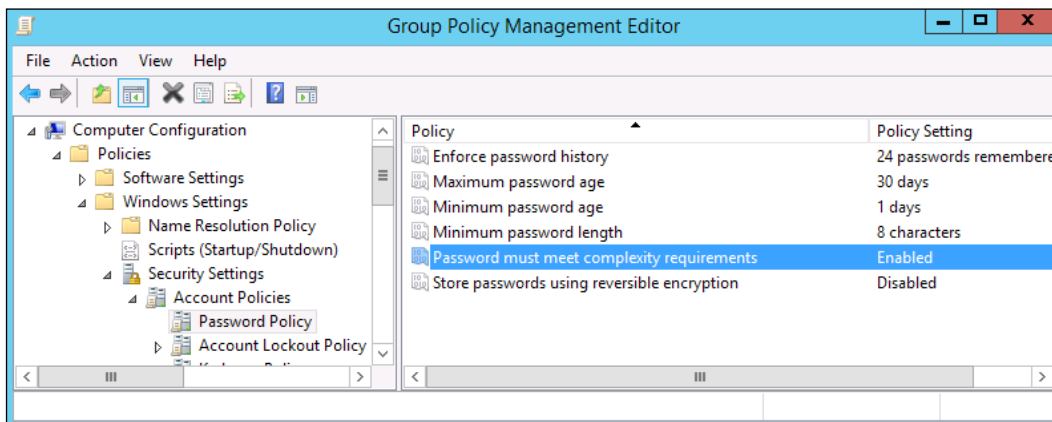 Group Policy Management Editor
File Action View Help
Computer Configuration
Policies
Software Settings
Windows Settings
Name Resolution Policy
Scripts (Startup/Shutdown)
Security Settings
Account Policies
Password Policy
Account Lockout Policy
Policy Policy Setting
Enforce password history 24 passwords remembere
Maximum password age 30 days
Minimum password age 1 days
Minimum password length 8 characters
Password must meet complexity requirements Enabled
Store passwords using reversible encryption Disabled